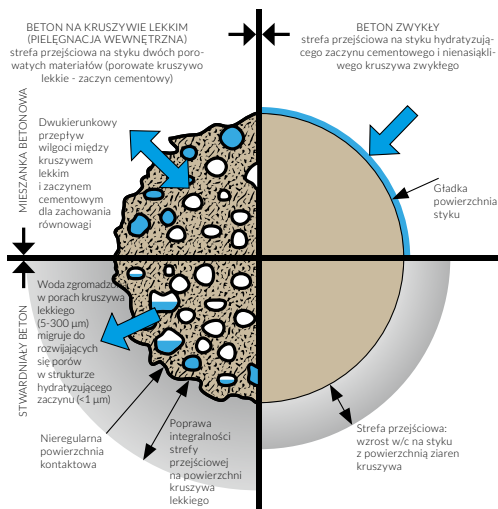 BETON NA KRUSZYWIE LEKKIM
(PIELĘGNACJA WEWNĘTRZNA)
strefa przejściowa na styku dwóch poro-
watych materiałów (porowate kruszywo
lekkie - zaczyn cementowy)
BETON ZWYKŁY
strefa przejściowa na styku hydratyzują-
cego zaczynu cementowego i nienasiąkli-
wego kruszywa zwykłego
MIESZANKA BETONOWA
Dwukierunkowy
przepływ
wilgoci między
kruszywem
lekkim
i zaczynem
cementowym
dla zachowania
równowagi
Gładka
powierzchnia
styku
STWARDNIAŁY BETON
Woda zgromadzona
w porach kruszywa
lekkiego
(5-300 µm)
migruje do
rozwijających
się porów
w strukturze
hydratyzującego
zaczynu (<1 µm)
Nieregularna
powierzchnia
kontaktowa
Poprawa
integralności
strefy
przejściowej
na powierzchni
kruszywa
lekkiego
Strefa przejściowa:
wzrost w/c na styku
z powierzchnią ziaren
kruszywa